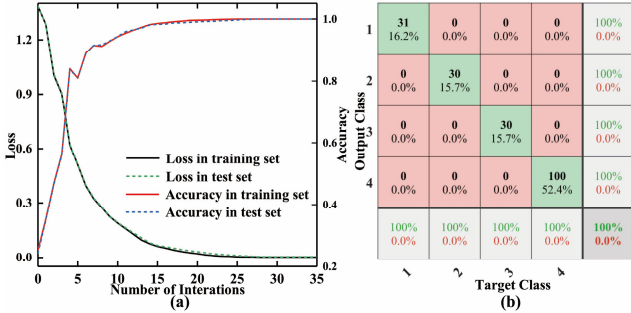 1.2
0.9
0.6
0.3
0.0
Loss
1.0
0.8
0.6
0.4
0.2
Accuracy
Loss in training set
Loss in test set
Accuracy in training set
Accuracy in test set
0 5 10 15 20 25 30 35
Number of Interations
(a)
Output Class
1 31 0 0 0 100%
16.2% 0.0% 0.0% 0.0% 0.0%
2 0 30 0 0 100%
0.0% 15.7% 0.0% 0.0% 0.0%
3 0 0 30 0 100%
0.0% 0.0% 15.7% 0.0% 0.0%
4 0 0 0 100 100%
0.0% 0.0% 0.0% 52.4% 0.0%
100% 100% 100% 100% 100%
0.0% 0.0% 0.0% 0.0% 0.0%
1 2 3 4
Target Class
(b)